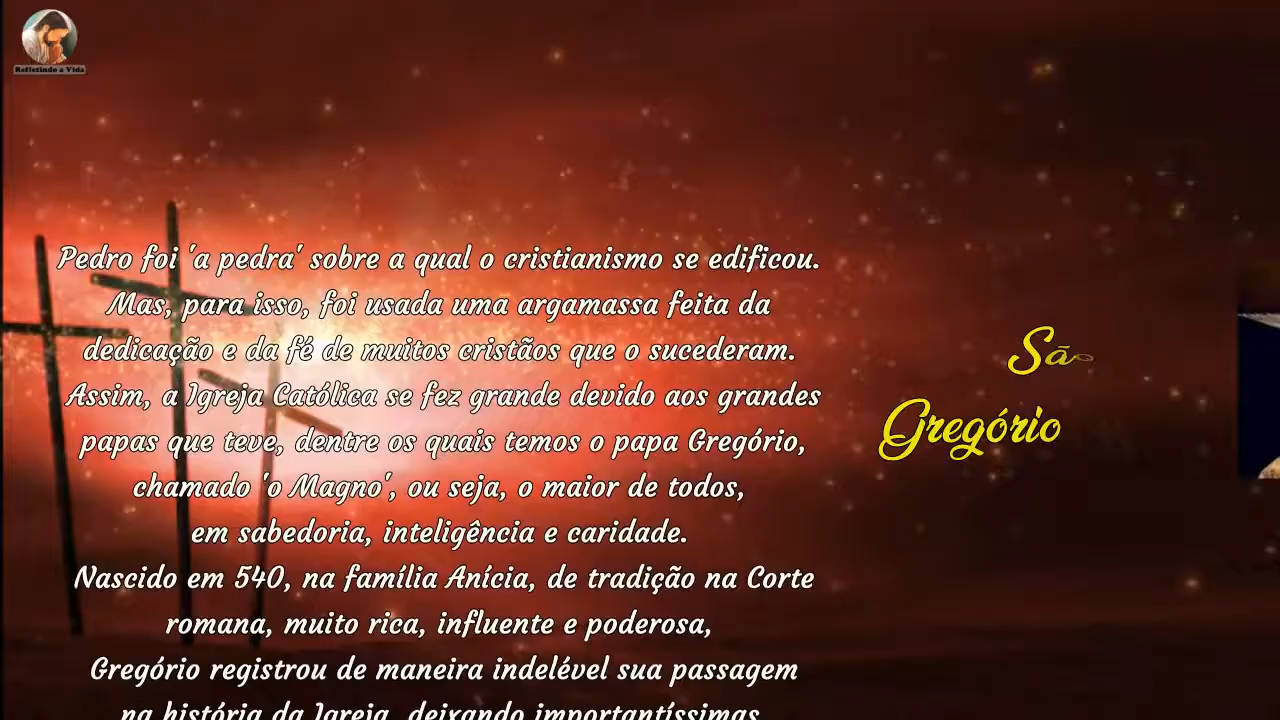 Refletindo a Vida
Pedro foi 'a pedra' sobre a qual o cristianismo se edificou.
Mas, para isso, foi usada uma argamassa feita da
dedicação e da fé de muitos cristãos que o sucederam.
Assim, a Igreja Católica se fez grande devido aos grandes
papas que teve, dentre os quais temos o papa Gregório,
chamado 'o Magno', ou seja, o maior de todos,
em sabedoria, inteligência e caridade.
Nascido em 540, na família Anícia, de tradição na Corte
romana, muito rica, influente e poderosa,
Gregório registrou de maneira indelével sua passagem
na história da Igreja, deixando importantíssimas
São
Gregório